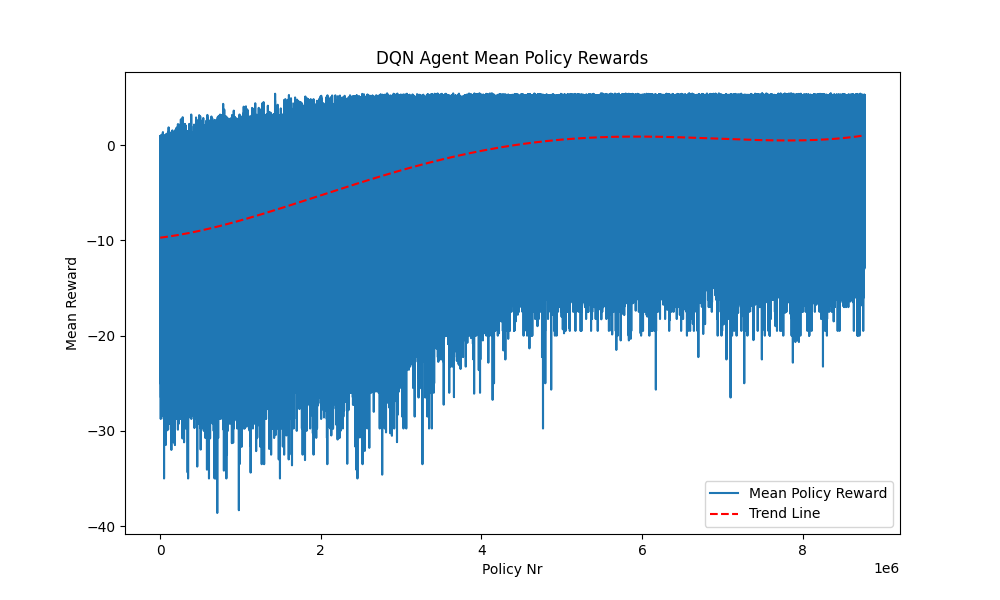 DQN Agent Mean Policy Rewards
Mean Reward
0
−10
−20
−30
−40
Mean Policy Reward
Trend Line
0 2 4 6 8
Policy Nr
1e6